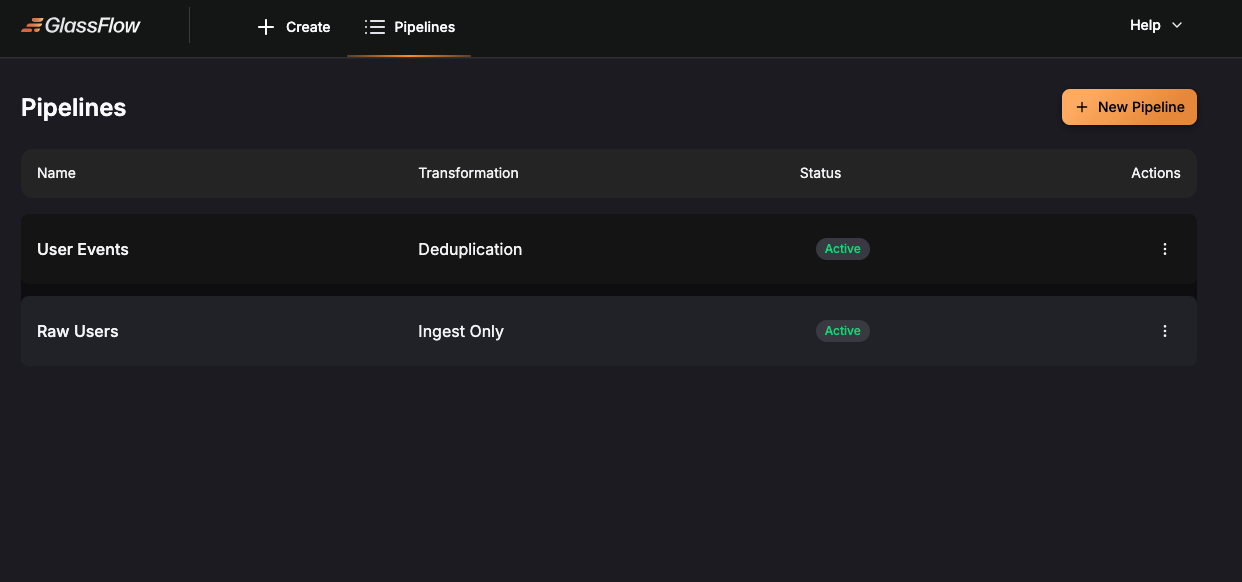 GlassFlow
Create
Pipelines
Help
Pipelines
+ New Pipeline
Name Transformation Status Actions
User Events Deduplication Active
Raw Users Ingest Only Active